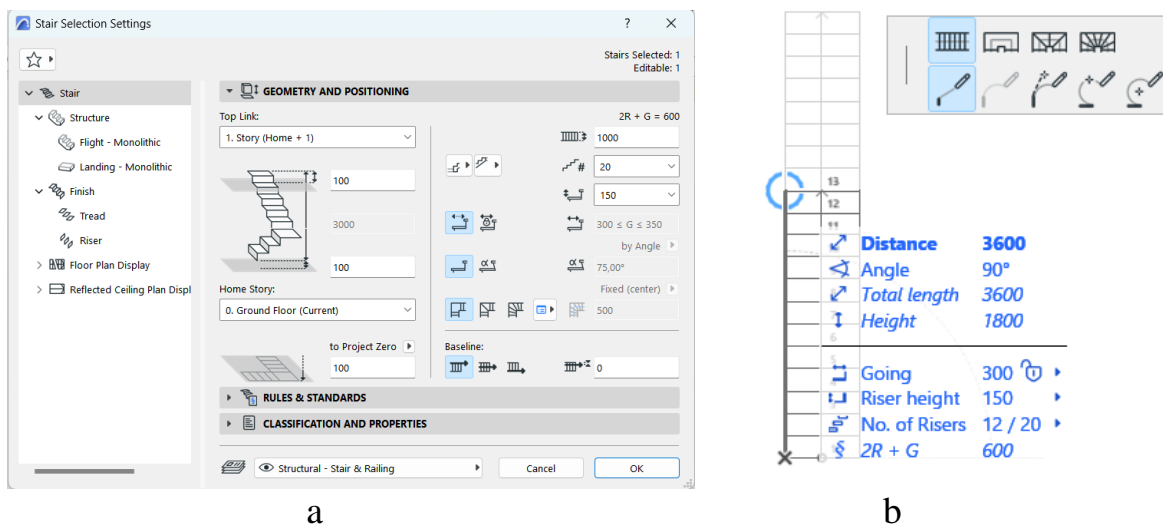 Stair Selection Settings
?
Stairs Selected: 1
Editable: 1
Stair
Structure
Flight - Monolithic
Landing - Monolithic
Finish
Tread
Riser
Floor Plan Display
Reflected Ceiling Plan Displ
GEOMETRY AND POSITIONING
Top Link:
1. Story (Home + 1)
100
3000
100
Home Story:
0. Ground Floor (Current)
to Project Zero
100
2R + G = 600
1000
# 20
150
300 ≤ G ≤ 350
by Angle
α α α 75,00°
Fixed (center)
500
Baseline:
0
RULES & STANDARDS
CLASSIFICATION AND PROPERTIES
Structural - Stair & Railing
Cancel
OK
a
13
12
11
Distance 3600
Angle 90°
Total length 3600
Height 1800
6
Going 300
Riser height 150
No. of Risers 12 / 20
§ 2R + G 600
b